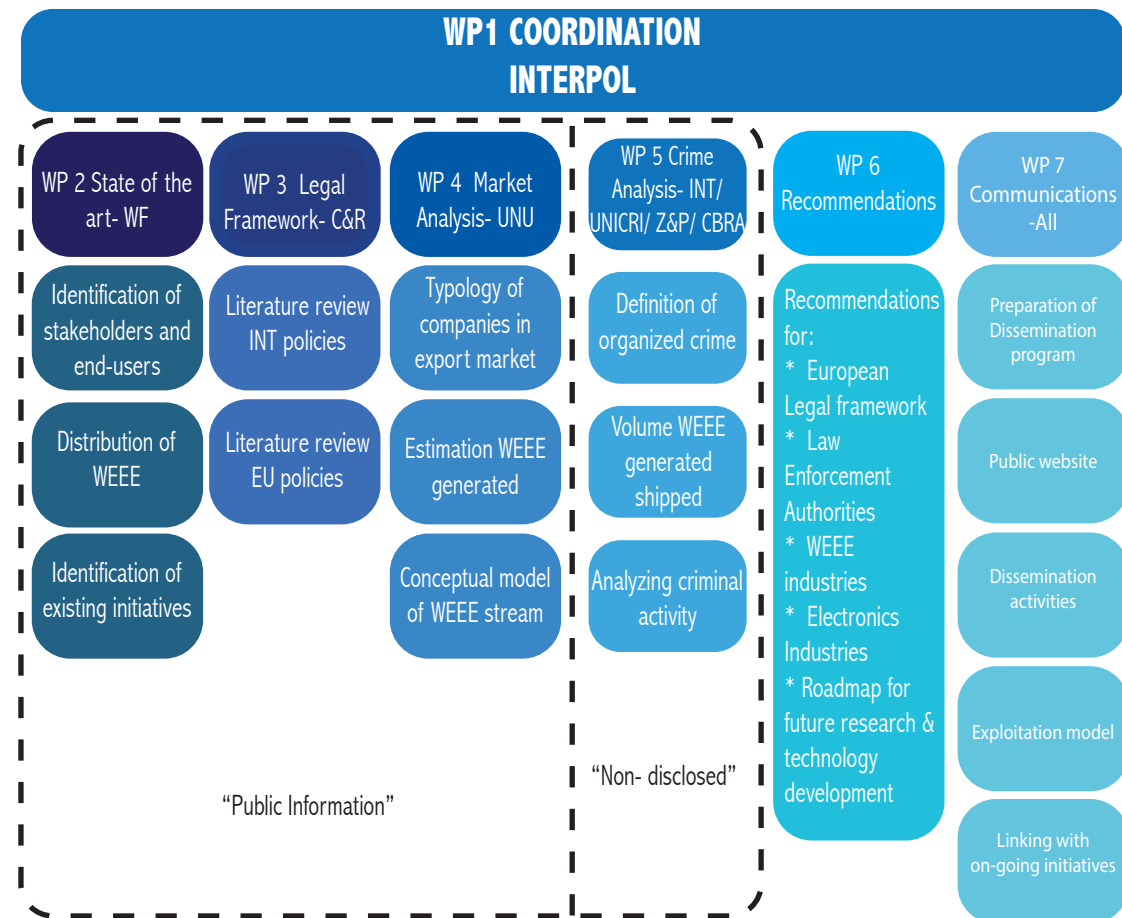 WP1 COORDINATION
INTERPOL
WP 2 State of the
art- WF
Identification of
stakeholders and
end-users
Distribution of
WEEE
Identification of
existing initiatives
WP 3 Legal
Framework- C&R
Literature review
INT policies
Literature review
EU policies
WP 4 Market
Analysis- UNU
Typology of
companies in
export market
Estimation WEEE
generated
Conceptual model
of WEEE stream
“Public Information”
WP 5 Crime
Analysis- INT/
UNICRI/ Z&P/ CBRA
Definition of
organized crime
Volume WEEE
generated
shipped
Analyzing criminal
activity
“Non- disclosed”
WP 6
Recommendations
Recommendations
for:
* European
Legal framework
* Law
Enforcement
Authorities
* WEEE
industries
* Electronics
Industries
* Roadmap for
future research &
technology
development
WP 7
Communications
-All
Preparation of
Dissemination
program
Public website
Dissemination
activities
Exploitation model
Linking with
on-going initiatives